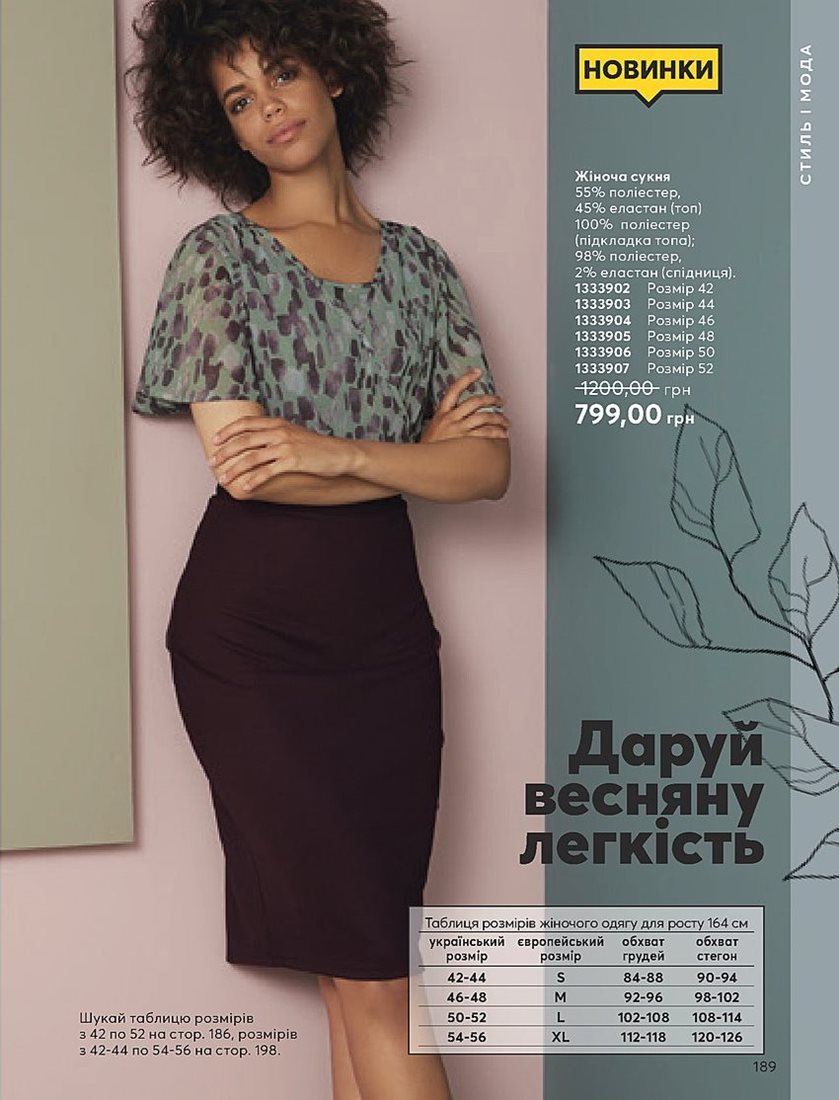 НОВИНКИ
СТИЛЬ І МОДА
Жіноча сукня
55% поліестер,
45% еластан (топ)
100% поліестер
(підкладка топа);
98% поліестер,
2% еластан (спідниця).
1333902 Розмір 42
1333903 Розмір 44
1333904 Розмір 46
1333905 Розмір 48
1333906 Розмір 50
1333907 Розмір 52
1200,00 грн
799,00 грн
Даруй
весняну
легкість
Таблиця розмірів жіночого одягу для росту 164 см
український європейський обхват обхват
розмір розмір грудей стегон
42-44 S 84-88 90-94
46-48 M 92-96 98-102
50-52 L 102-108 108-114
54-56 XL 112-118 120-126
Шукай таблицю розмірів
з 42 по 52 на стор. 186, розмірів
з 42-44 по 54-56 на стор. 198.
189